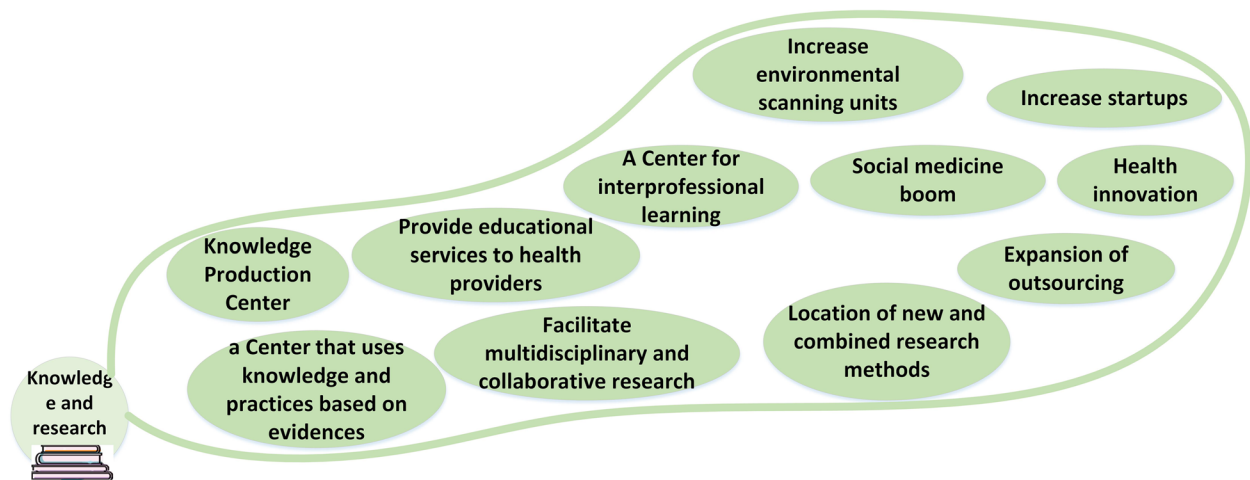 Increase
environmental
scanning units
Increase startups
A Center for
interprofessional
learning
Social medicine
boom
Health
innovation
Provide educational
services to health
providers
Knowledge
Production
Center
Expansion of
outsourcing
Location of new and
combined research
methods
Facilitate
multidisciplinary and
collaborative research
a Center that uses
knowledge and
practices based on
evidences
Knowledg
e and
research